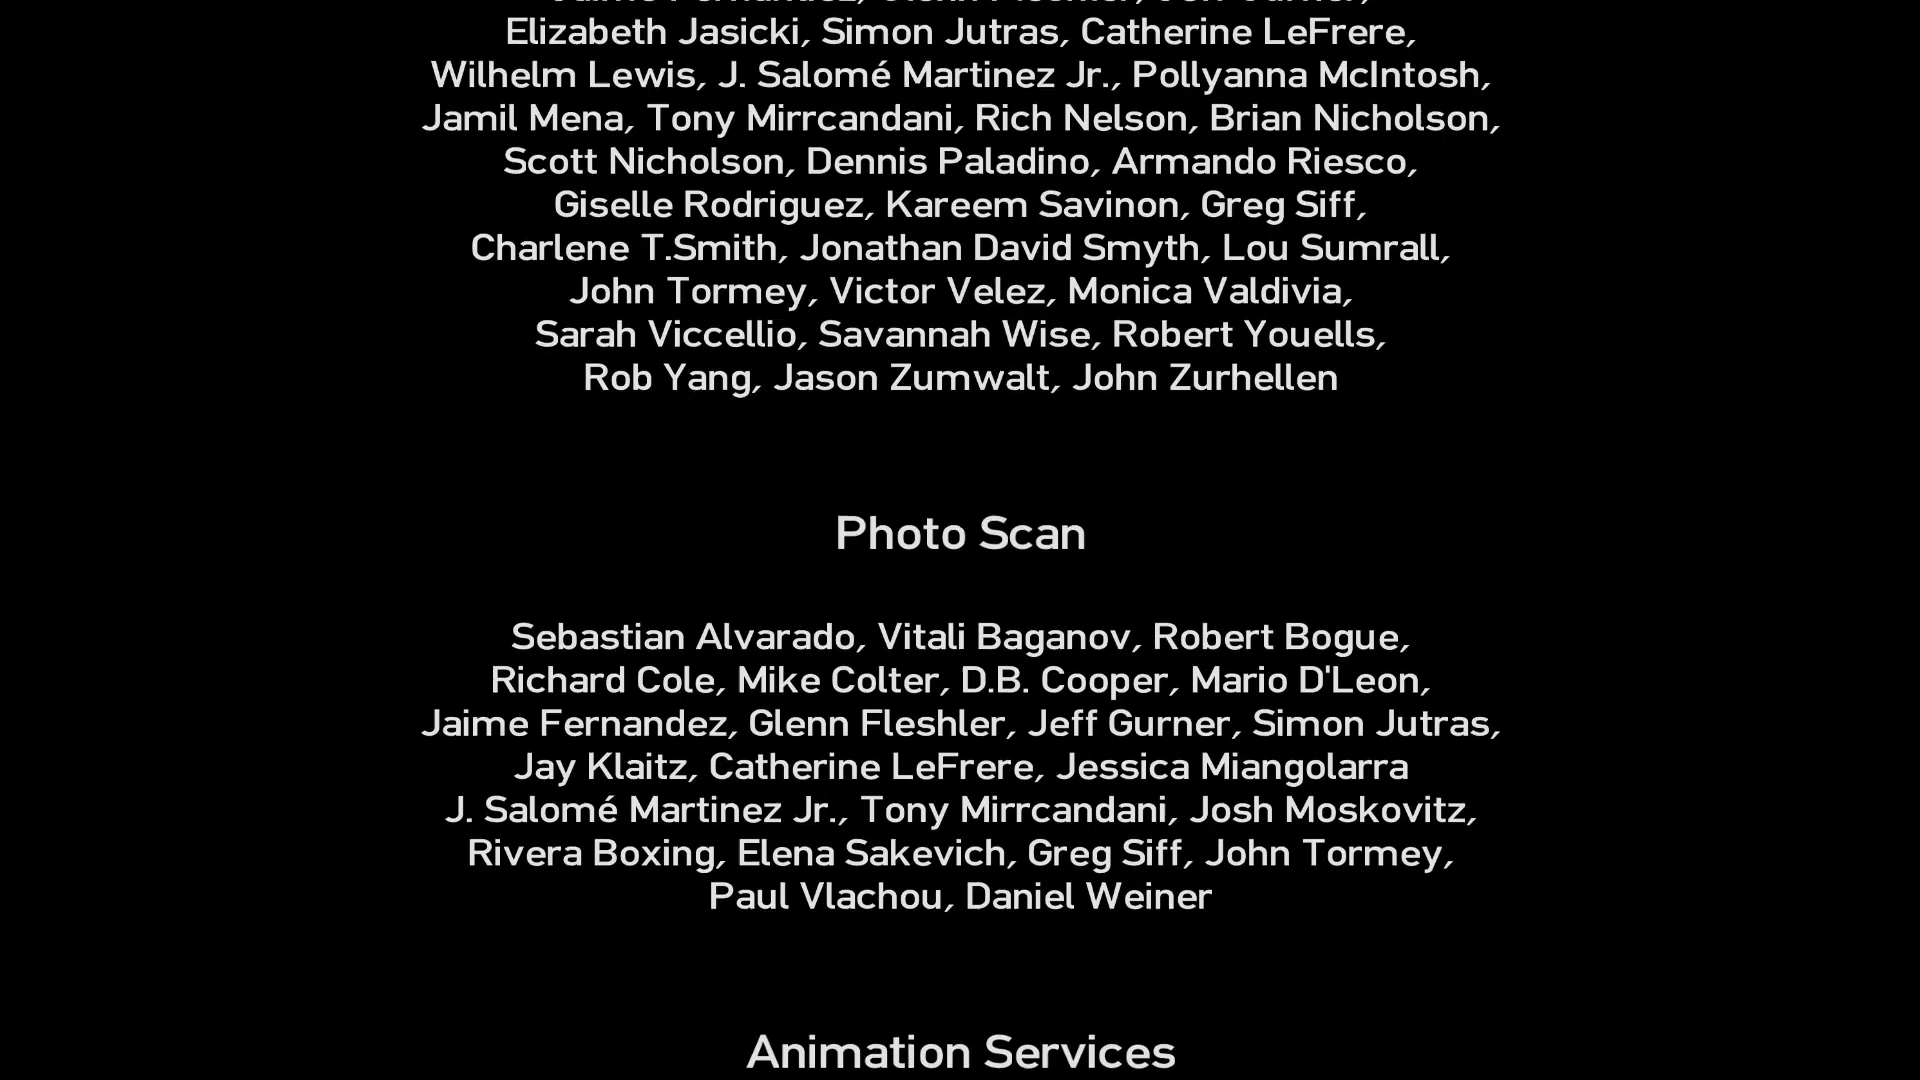 Elizabeth Jasicki, Simon Jutras, Catherine LeFrere,
Wilhelm Lewis, J. Salomé Martinez Jr., Pollyanna McIntosh,
Jamil Mena, Tony Mirrcandani, Rich Nelson, Brian Nicholson,
Scott Nicholson, Dennis Paladino, Armando Riesco,
Giselle Rodriguez, Kareem Savinon, Greg Siff,
Charlene T.Smith, Jonathan David Smyth, Lou Sumrall,
John Tormey, Victor Velez, Monica Valdivia,
Sarah Viccellio, Savannah Wise, Robert Youells,
Rob Yang, Jason Zumwalt, John Zurhellen
Photo Scan
Sebastian Alvarado, Vitali Baganov, Robert Bogue,
Richard Cole, Mike Colter, D.B. Cooper, Mario D'Leon,
Jaime Fernandez, Glenn Fleshler, Jeff Gurner, Simon Jutras,
Jay Klaitz, Catherine LeFrere, Jessica Miangolarra
J. Salomé Martinez Jr., Tony Mirrcandani, Josh Moskovitz,
Rivera Boxing, Elena Sakevich, Greg Siff, John Tormey,
Paul Vlachou, Daniel Weiner
Animation Services